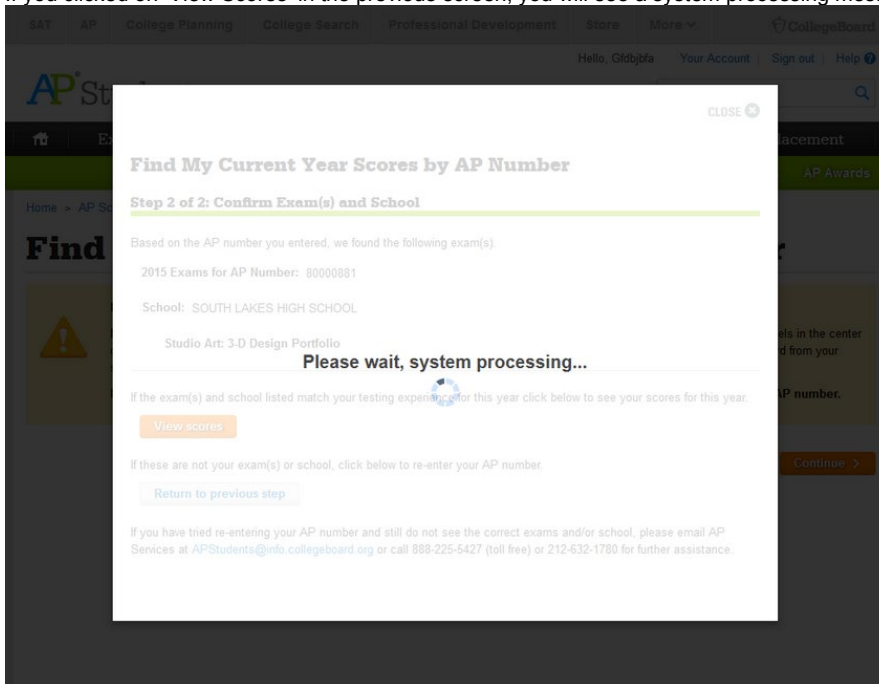 If you clicked on "View Scores" in the previous screen, you will see a system processing
SAT AP College Planning College Search Professional Development Store More CollegeBoard
Hello, Gfdbjbfa Your Account Sign out Help
AP St
CLOSE
E lacement
Find My Current Year Scores by AP Number
AP Awards
Step 2 of 2: Confirm Exam(s) and School
Home > AP Sc
Find
Based on the AP number you entered, we found the following exam(s).
2015 Exams for AP Number: 80000881
School: SOUTH LAKES HIGH SCHOOL
els in the center
Studio Art: 3-D Design Portfolio
d from your
Please wait, system processing...
If the exam(s) and school listed match your testing experience for this year click below to see your scores for this year.
AP number.
View scores
If these are not your exam(s) or school, click below to re-enter your AP number.
Continue >
Return to previous step
If you have tried re-entering your AP number and still do not see the correct exams and/or school, please email AP
Services at APStudents@info.collegeboard.org or call 888-225-5427 (toll free) or 212-632-1780 for further assistance.